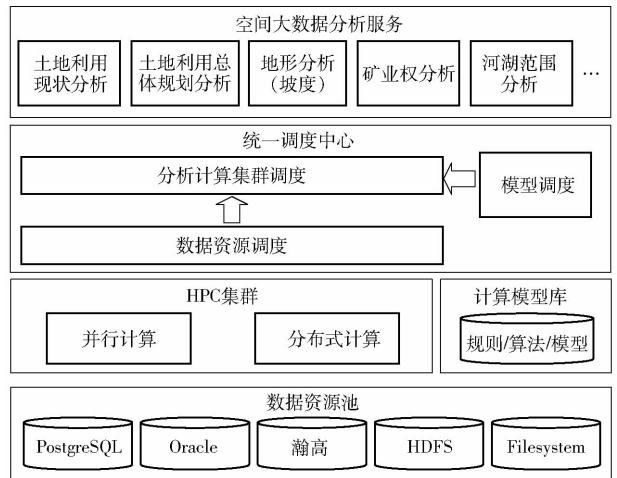 空间大数据分析服务
土地利用
现状分析
土地利用总
体规划分析
地形分析
(坡度)
矿业权分析
河湖范围
分析
…
统一调度中心
分析计算集群调度
模型调度
数据资源调度
HPC集群
并行计算
分布式计算
计算模型库
规则/算法/模型
数据资源池
PostgreSQL
Oracle
瀚高
HDFS
Filesystem